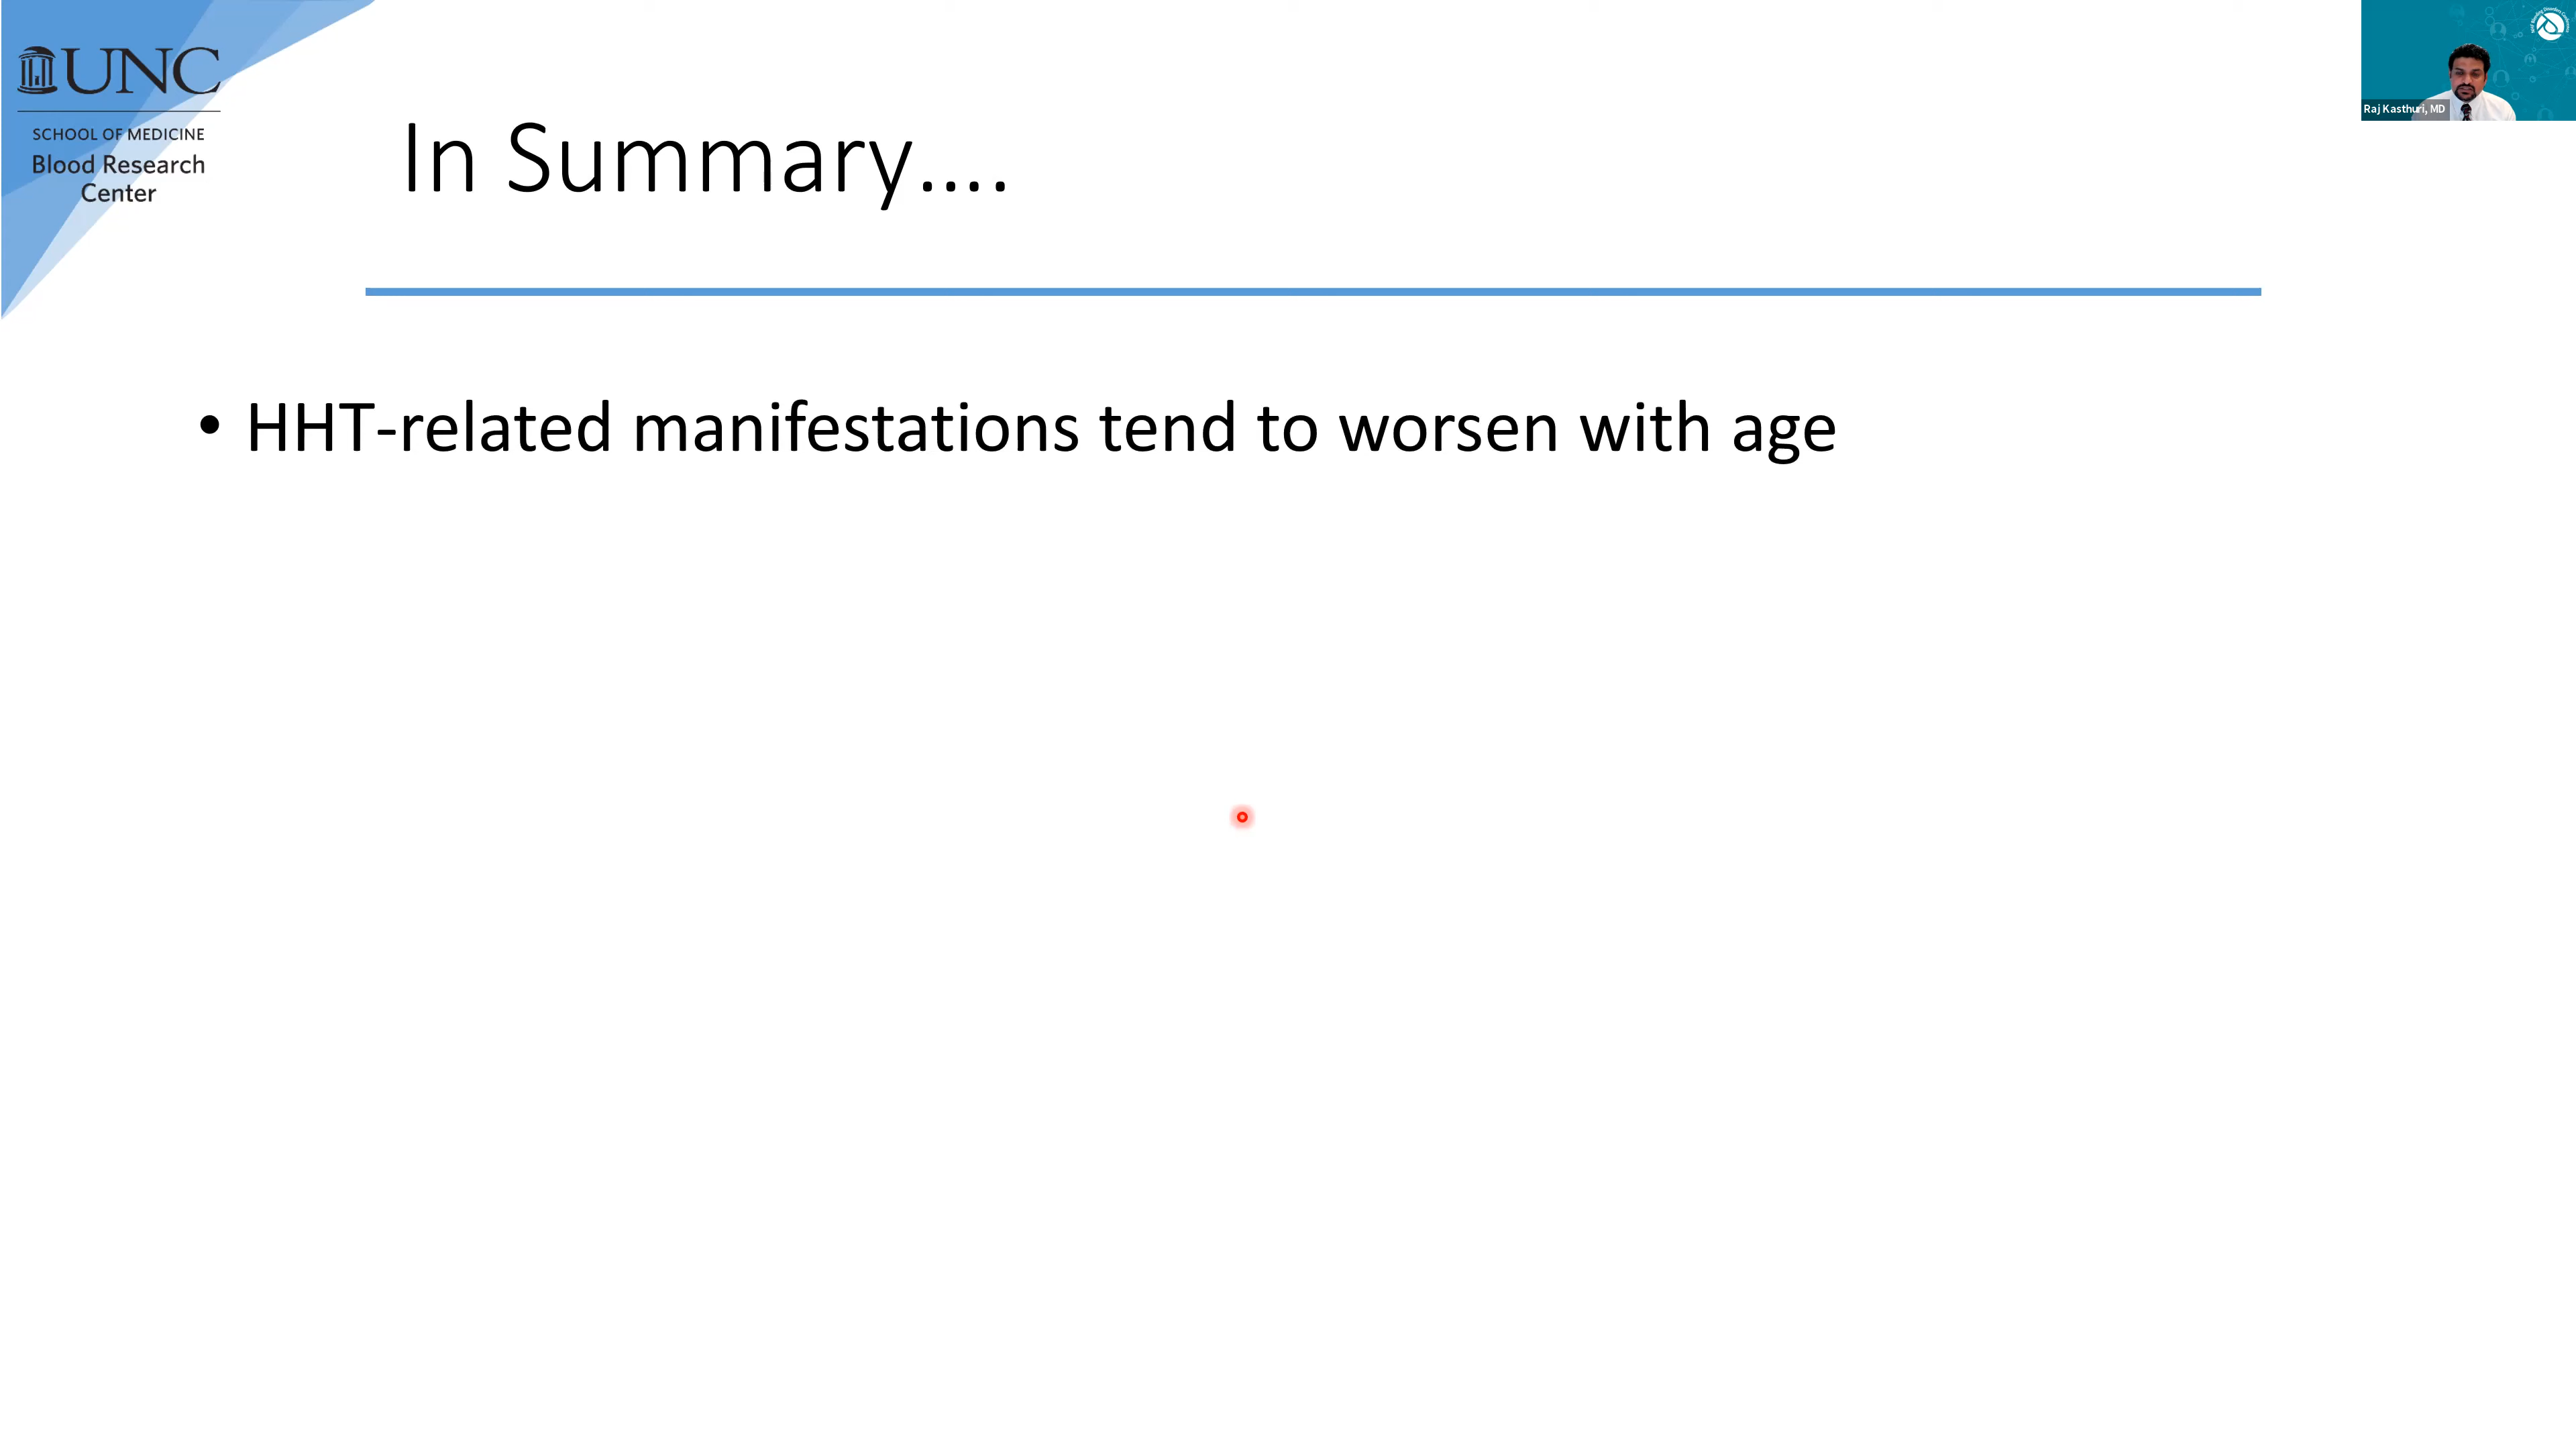 UNC
SCHOOL OF MEDICINE
Blood Research
Center
In Summary....
• HHT-related manifestations tend to worsen with age
Raj Kasthuri, MD